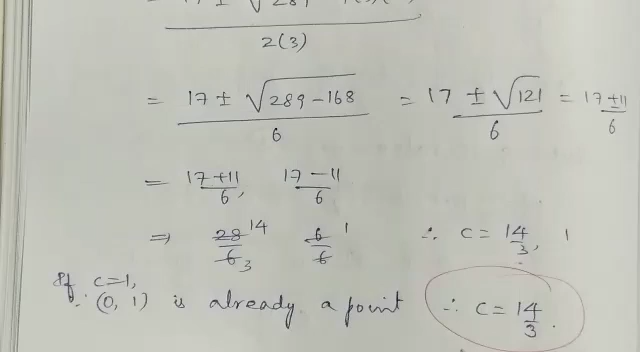 2(3)
= 17 ± √289-168 / 6 = 17 ± √121 / 6 = 17±11 / 6
= 17+11 / 6, 17-11 / 6
⇒ 28 14 / 6 3 6 1 / 6 ∴ c = 14/3, 1
If c=1,
∵ (0, 1) is already a point ∴ c = 14/3.